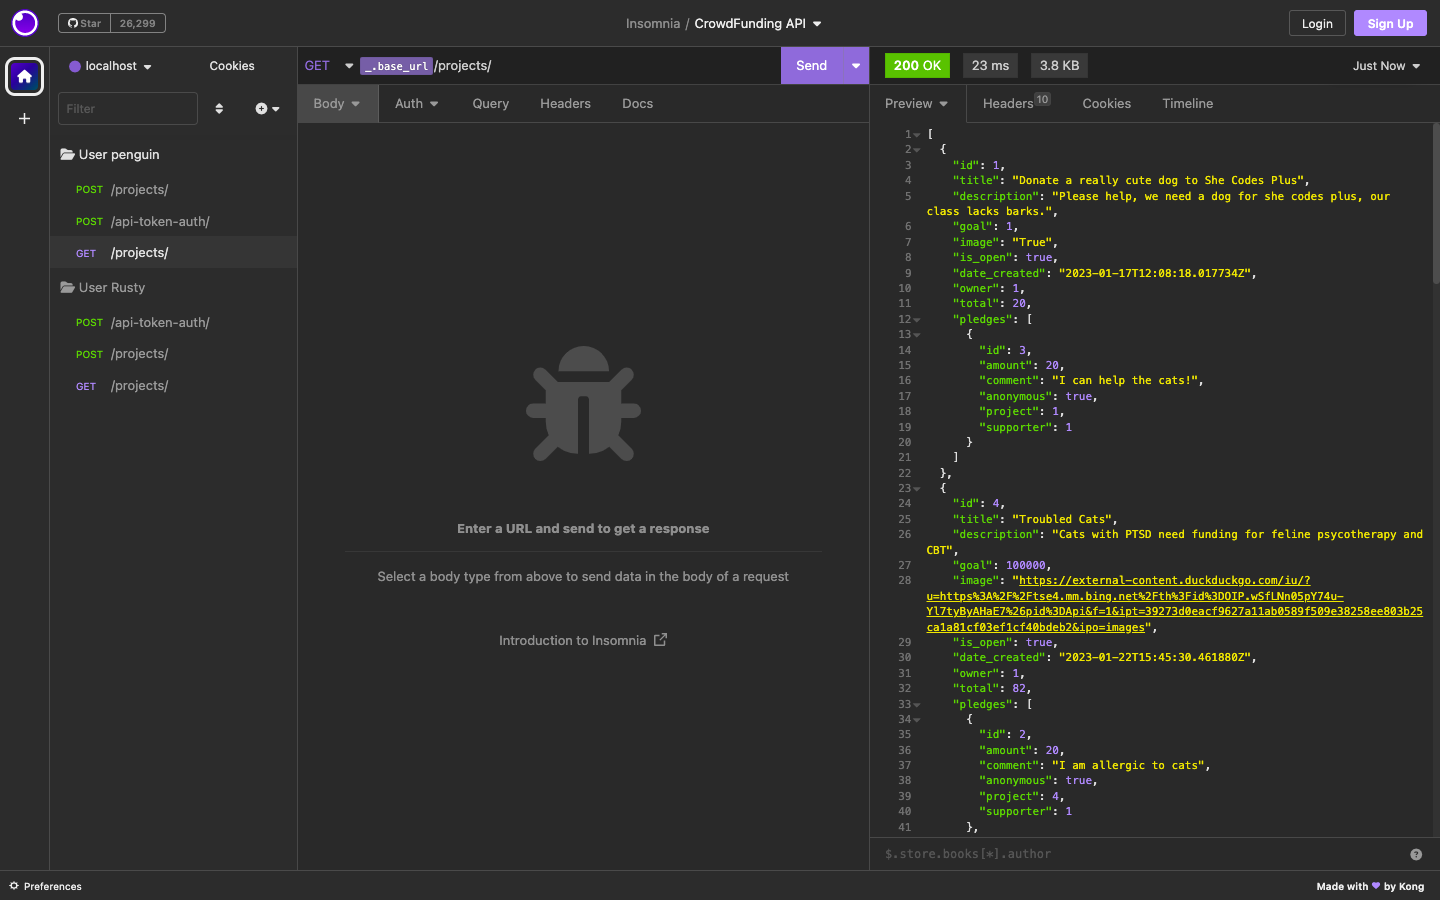 Star 26,299
Insomnia / CrowdFunding API
Login
Sign Up
localhost
Cookies
Filter
User penguin
POST /projects/
POST /api-token-auth/
GET /projects/
User Rusty
POST /api-token-auth/
POST /projects/
GET /projects/
GET _.base_url/projects/
Send
Body Auth Query Headers Docs
Enter a URL and send to get a response
Select a body type from above to send data in the body of a request
Introduction to Insomnia
200 OK 23 ms 3.8 KB Just Now
Preview Headers 10 Cookies Timeline
1 [
2 {
3 "id": 1,
4 "title": "Donate a really cute dog to She Codes Plus",
5 "description": "Please help, we need a dog for she codes plus, our
class lacks barks.",
6 "goal": 1,
7 "image": "True",
8 "is_open": true,
9 "date_created": "2023-01-17T12:08:18.017734Z",
10 "owner": 1,
11 "total": 20,
12 "pledges": [
13 {
14 "id": 3,
15 "amount": 20,
16 "comment": "I can help the cats!",
17 "anonymous": true,
18 "project": 1,
19 "supporter": 1
20 }
21 ]
22 },
23 {
24 "id": 4,
25 "title": "Troubled Cats",
26 "description": "Cats with PTSD need funding for feline psycotherapy and
CBT",
27 "goal": 100000,
28 "image": "https://external-content.duckduckgo.com/iu/?
u=https%3A%2F%2Ftse4.mm.bing.net%2Fth%3Fid%3DOIP.wSfLNn05pY74u-
Yl7tyByAHaE7%26pid%3DApi&f=1&ipt=39273d0eacf9627a11ab0589f509e38258ee803b25
ca1a81cf03ef1cf40bdeb2&ipo=images",
29 "is_open": true,
30 "date_created": "2023-01-22T15:45:30.461880Z",
31 "owner": 1,
32 "total": 82,
33 "pledges": [
34 {
35 "id": 2,
36 "amount": 20,
37 "comment": "I am allergic to cats",
38 "anonymous": true,
39 "project": 4,
40 "supporter": 1
41 },
$.store.books[*].author
Preferences
Made with by Kong